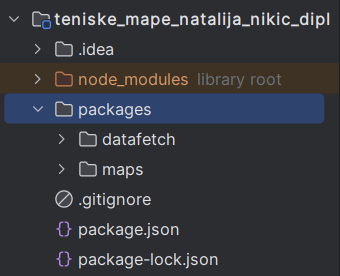 teniske_mape_natalija_nikic_dipl
.idea
node_modules library root
packages
datafetch
maps
.gitignore
package.json
package-lock.json